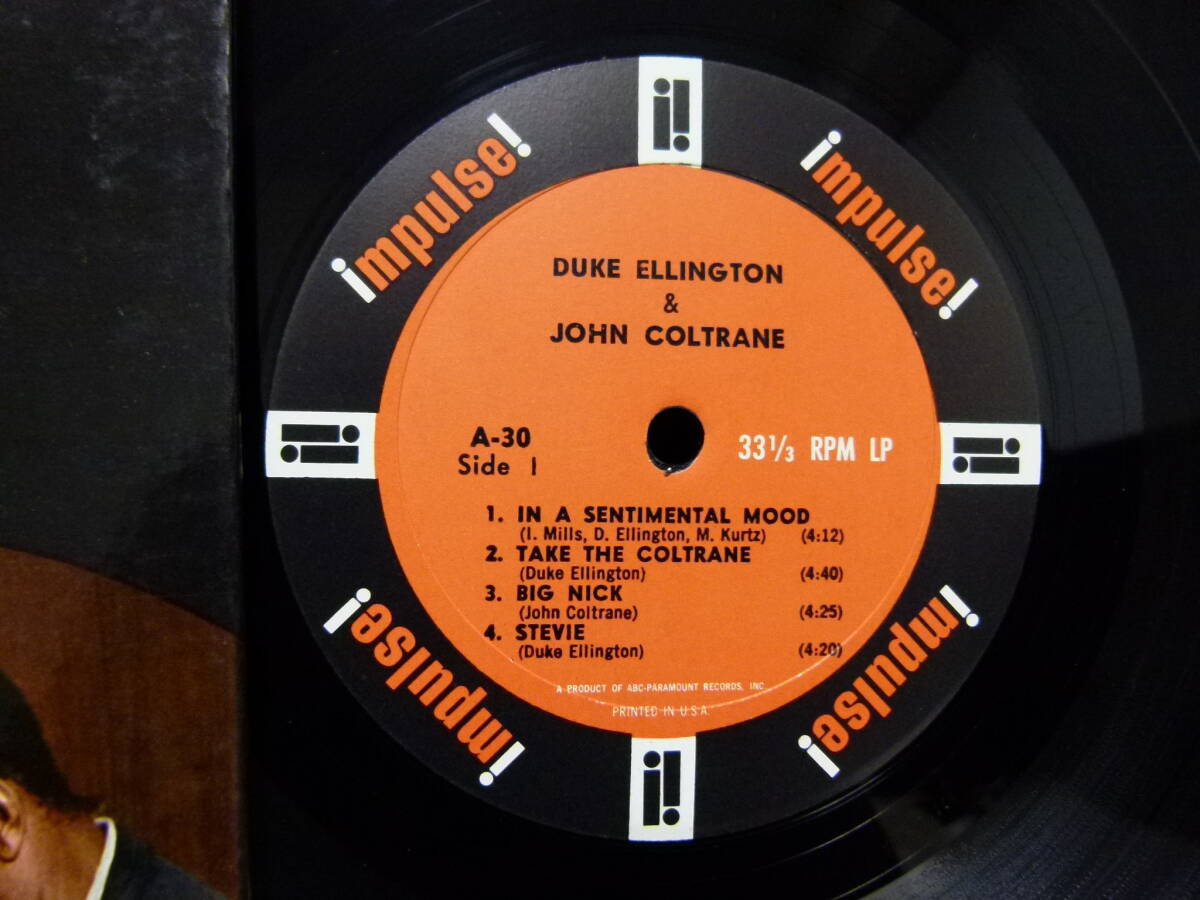 impulse!
impulse!
DUKE ELLINGTON
&
JOHN COLTRANE
A-30
Side 1
33 1/3 RPM LP
1. IN A SENTIMENTAL MOOD
(I. Mills, D. Ellington, M. Kurtz) (4:12)
2. TAKE THE COLTRANE
(Duke Ellington) (4:40)
3. BIG NICK
(John Coltrane) (4:25)
4. STEVIE
(Duke Ellington) (4:20)
A PRODUCT OF ABC-PARAMOUNT RECORDS, INC.
PRINTED IN U.S.A.
impulse!
impulse!